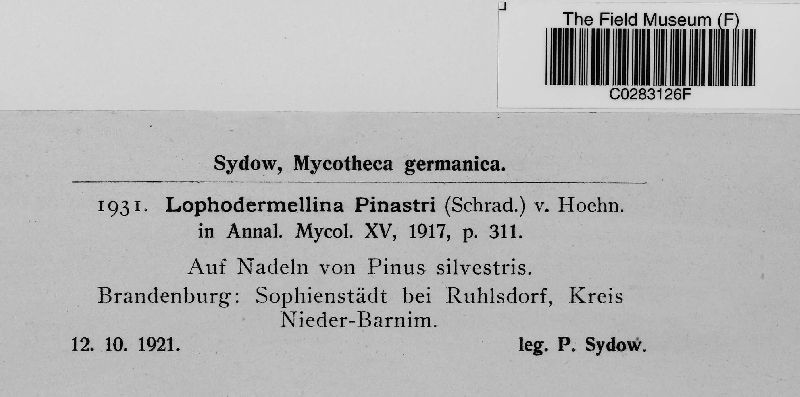 The Field Museum (F)
C0283126F
Sydow, Mycotheca germanica.
1931. Lophodermellina Pinastri (Schrad.) v. Hoehn.
in Annal. Mycol. XV, 1917, p. 311.
Auf Nadeln von Pinus silvestris.
Brandenburg: Sophienstädt bei Ruhlsdorf, Kreis
Nieder-Barnim.
12. 10. 1921. leg. P. Sydow.